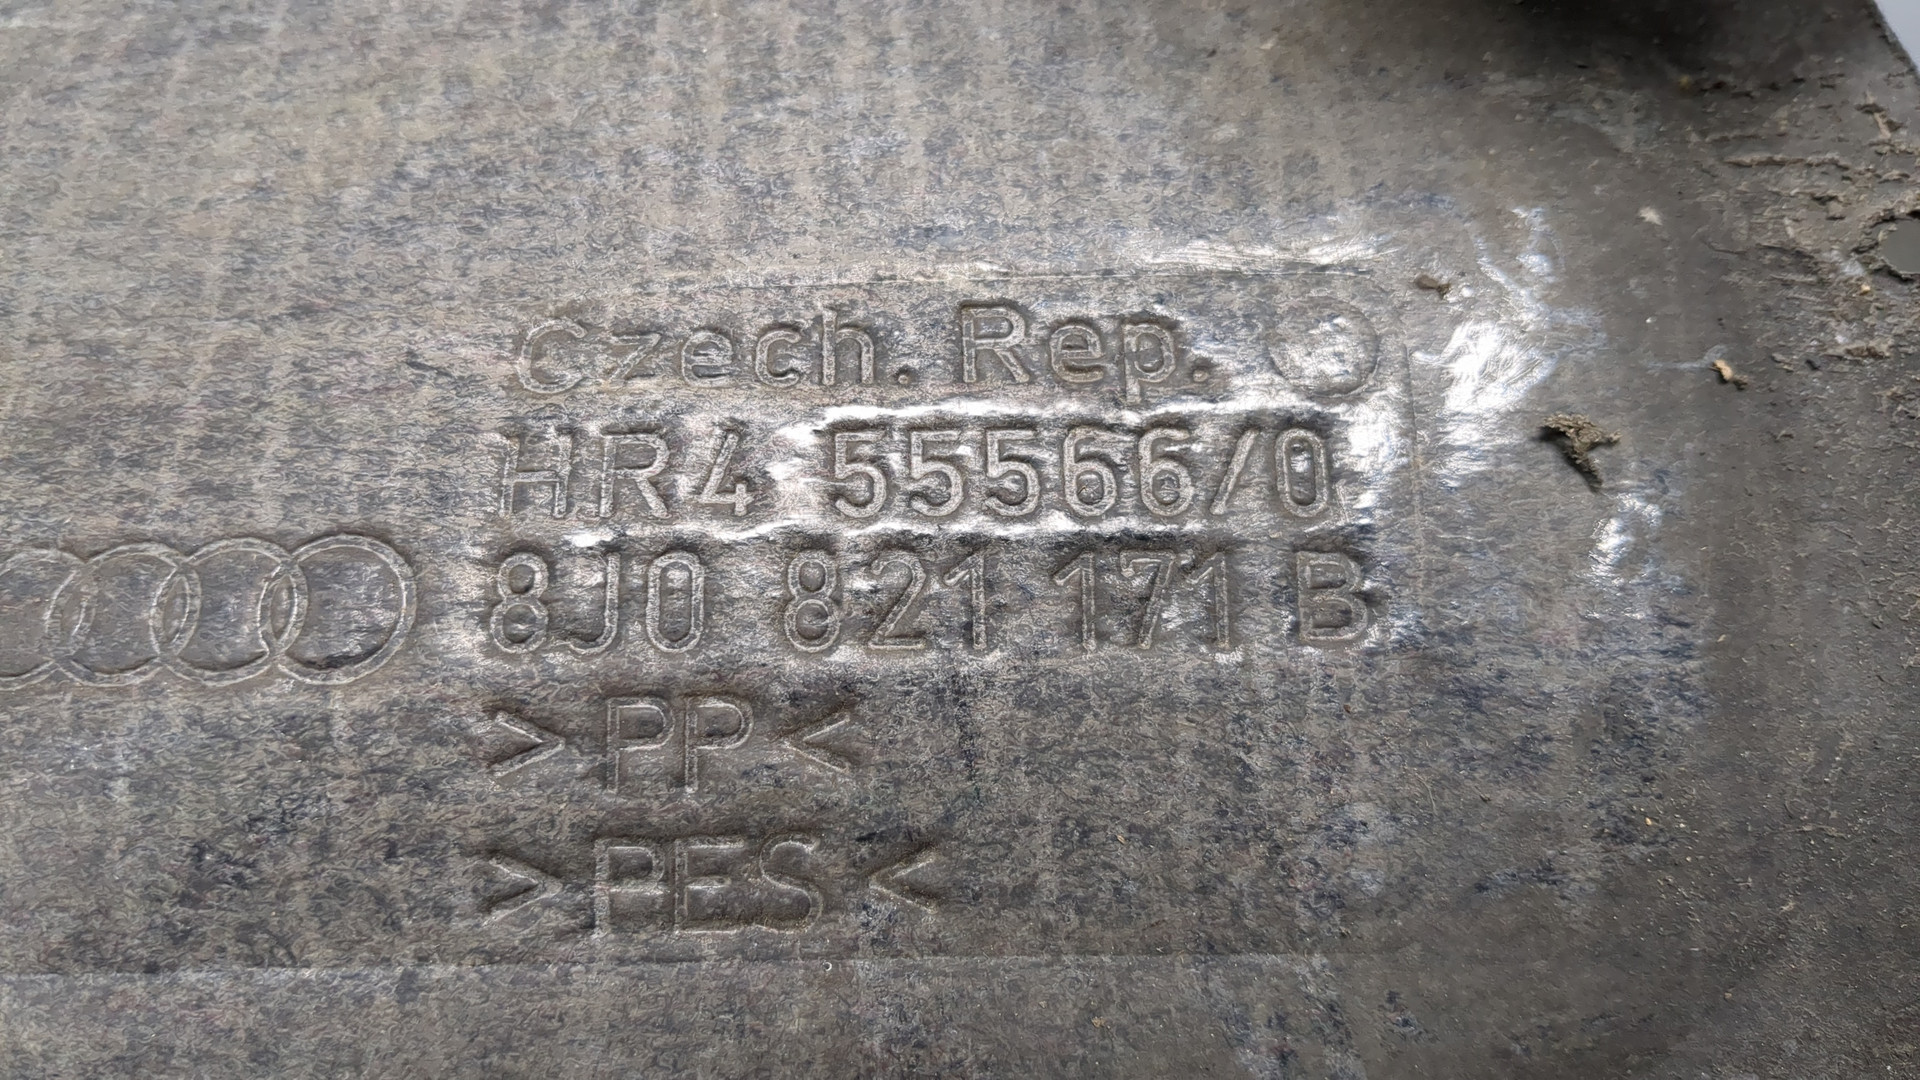 Czech. Rep.
HR4 55566/0
8J0 821 171 B
>PP<
>PES<